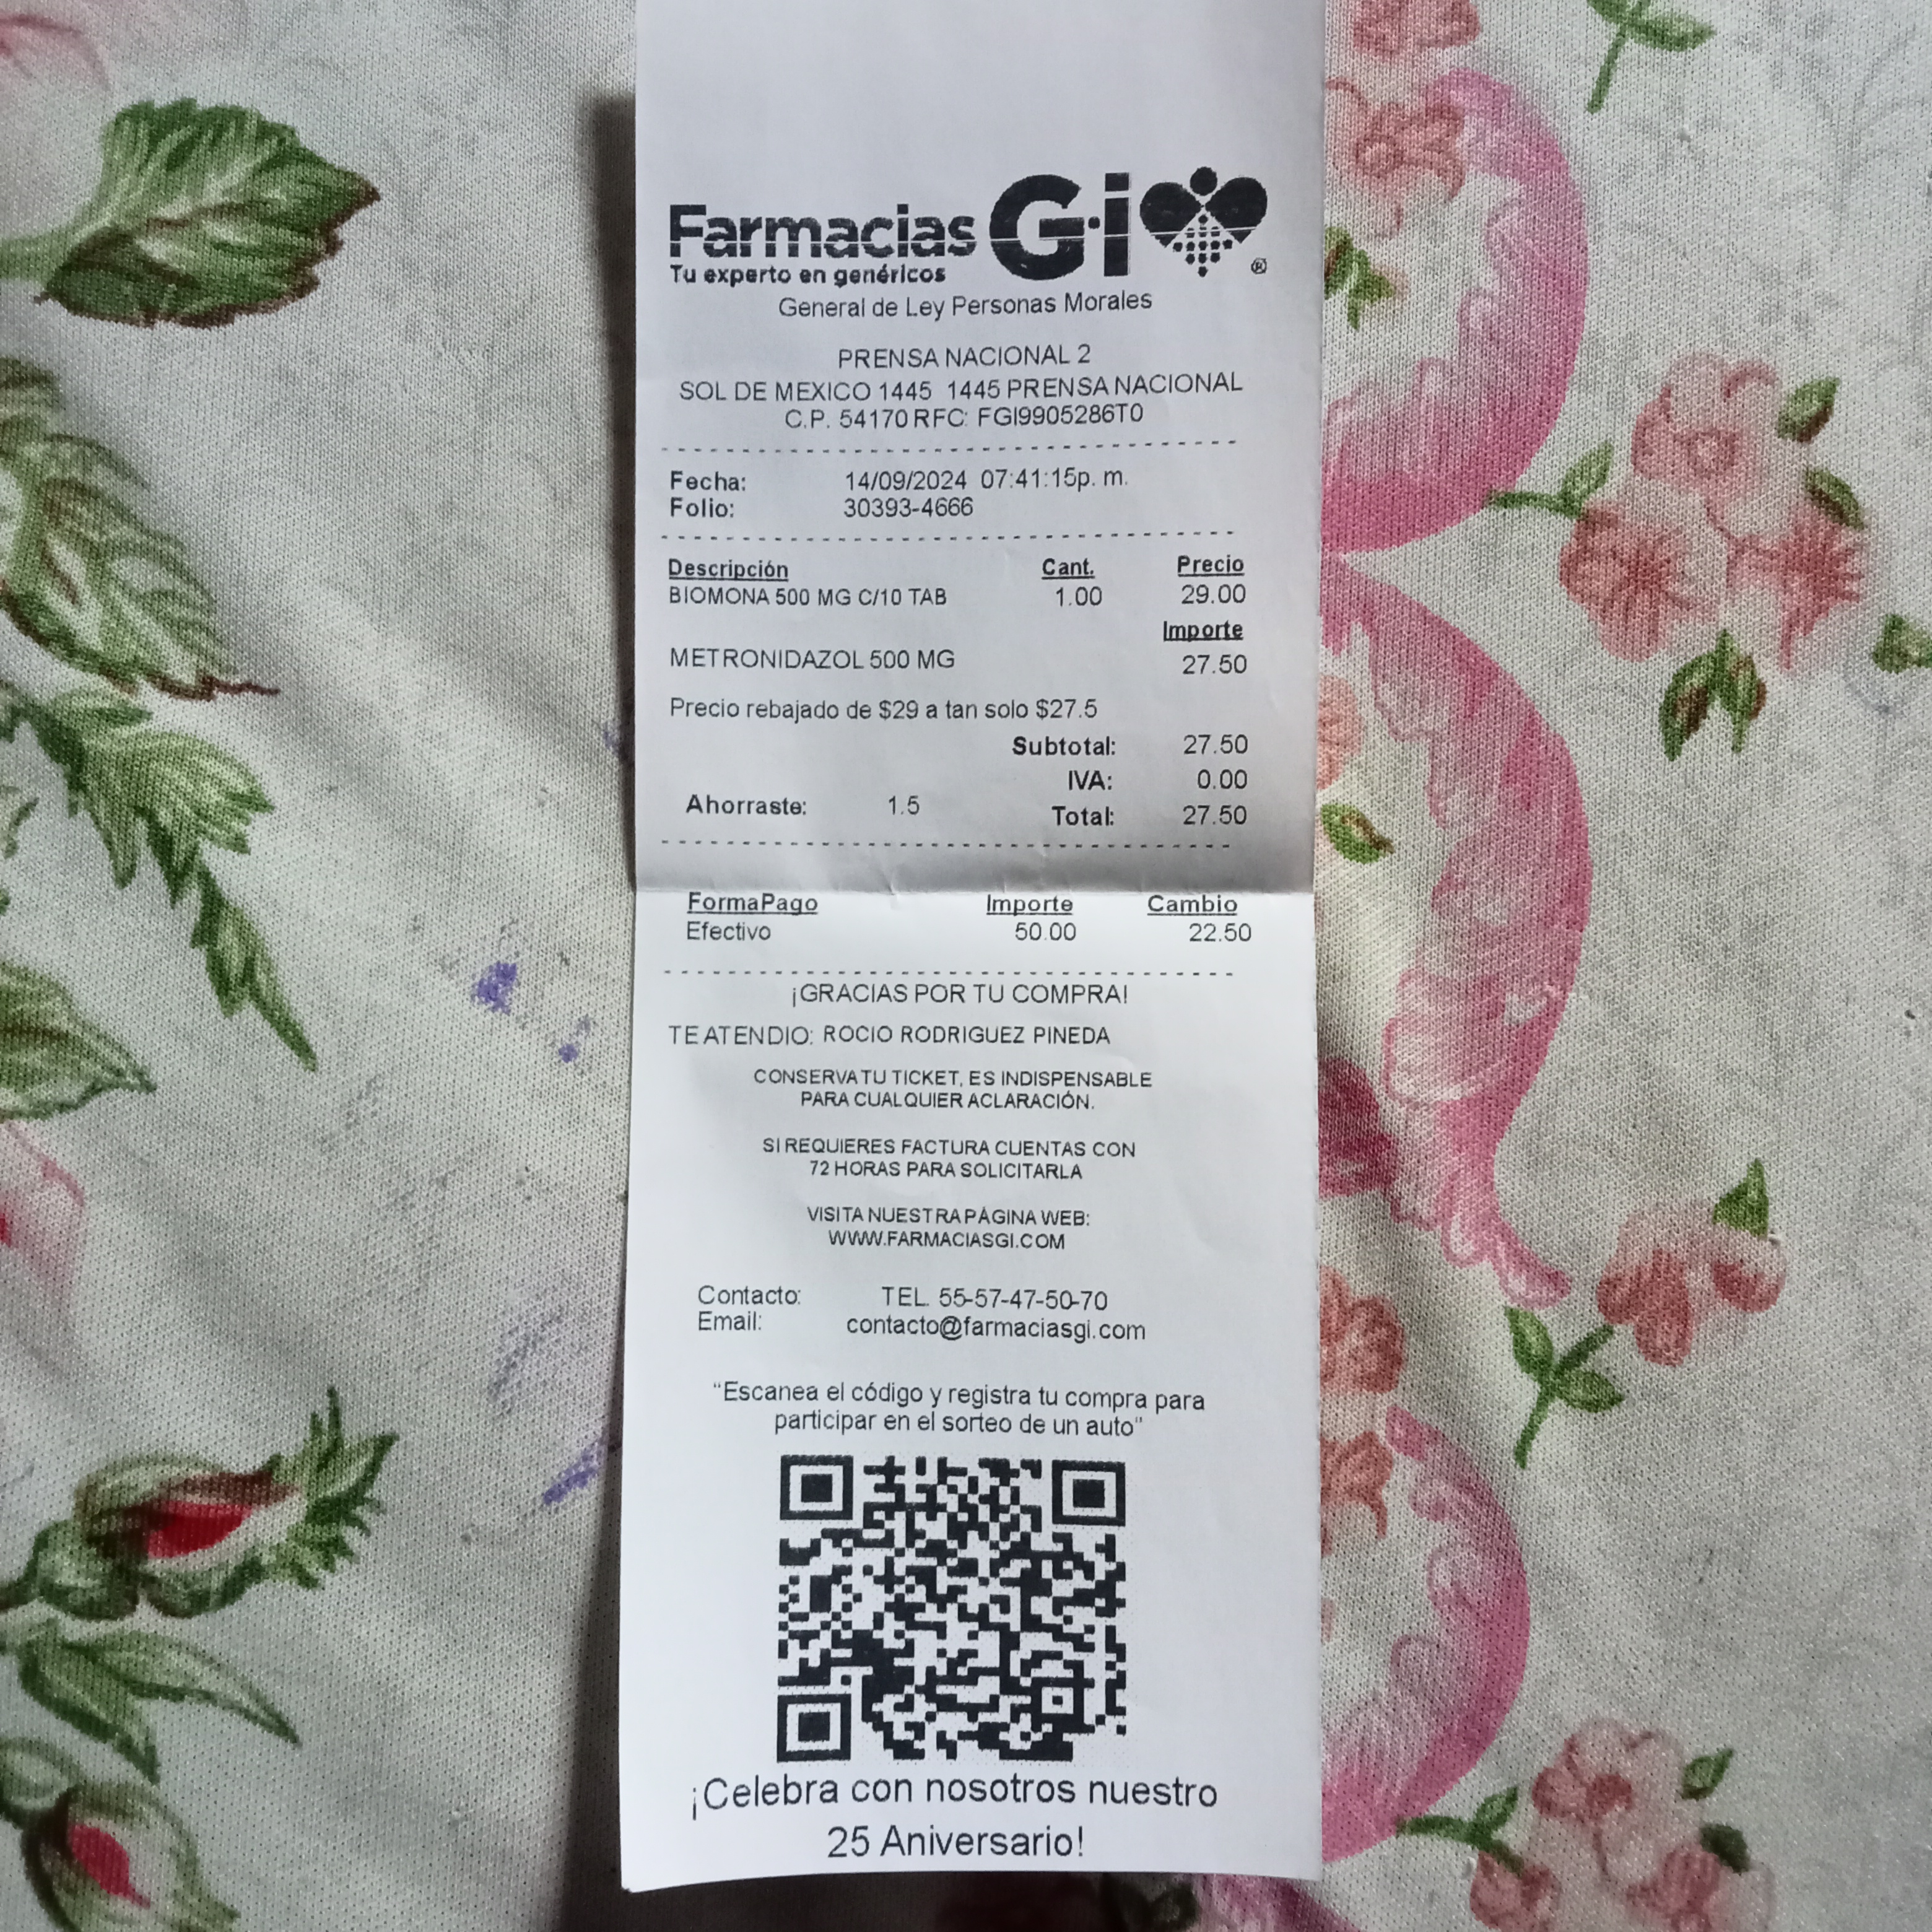 Farmacias G·i ®
Tu experto en genéricos
General de Ley Personas Morales
PRENSA NACIONAL 2
SOL DE MEXICO 1445 1445 PRENSA NACIONAL
C.P. 54170 RFC: FGI9905286T0
Fecha: 14/09/2024 07:41:15p. m.
Folio: 30393-4666
Descripción Cant. Precio
BIOMONA 500 MG C/10 TAB 1.00 29.00
Importe
METRONIDAZOL 500 MG 27.50
Precio rebajado de $29 a tan solo $27.5
Subtotal: 27.50
IVA: 0.00
Ahorraste: 1.5 Total: 27.50
FormaPago Importe Cambio
Efectivo 50.00 22.50
¡GRACIAS POR TU COMPRA!
TE ATENDIO: ROCIO RODRIGUEZ PINEDA
CONSERVA TU TICKET, ES INDISPENSABLE
PARA CUALQUIER ACLARACIÓN.
SI REQUIERES FACTURA CUENTAS CON
72 HORAS PARA SOLICITARLA
VISITA NUESTRA PÁGINA WEB:
WWW.FARMACIASGI.COM
Contacto: TEL. 55-57-47-50-70
Email: contacto@farmaciasgi.com
“Escanea el código y registra tu compra para
participar en el sorteo de un auto”
¡Celebra con nosotros nuestro
25 Aniversario!